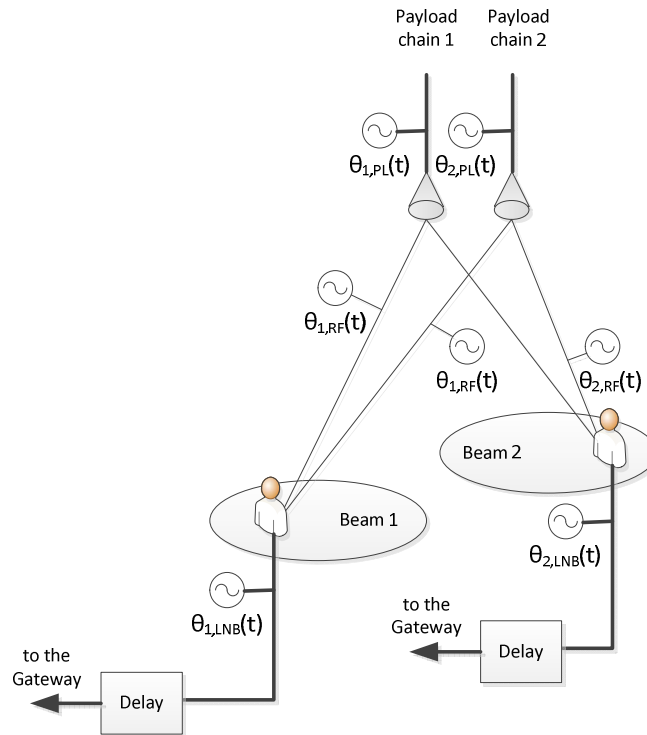 Payload
chain 1
Payload
chain 2
θ1,PL(t)
θ2,PL(t)
θ1,RF(t)
θ1,RF(t)
θ2,RF(t)
Beam 2
Beam 1
θ2,LNB(t)
θ1,LNB(t)
to the
Gateway
Delay
to the
Gateway
Delay